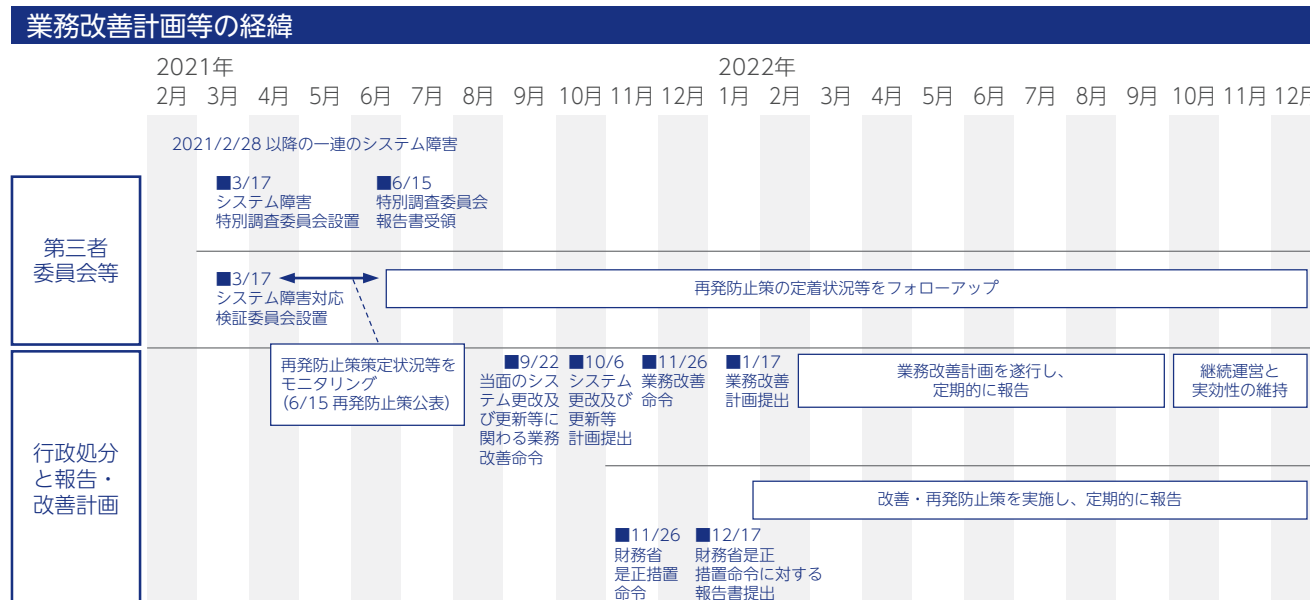 業務改善計画等の経緯
2021年
2022年
2月 3月 4月 5月 6月 7月 8月 9月 10月 11月 12月 1月 2月 3月 4月 5月 6月 7月 8月 9月 10月 11月 12月
2021/2/28 以降の一連のシステム障害
第三者
委員会等
■3/17
システム障害
特別調査委員会設置
■6/15
特別調査委員会
報告書受領
■3/17
システム障害対応
検証委員会設置
再発防止策の定着状況等をフォローアップ
再発防止策策定状況等を
モニタリング
(6/15 再発防止策公表)
行政処分
と報告・
改善計画
■9/22
当面のシス
テム更改及
び更新等に
関わる業務
改善命令
■10/6
システム
更改及び
更新等
計画提出
■11/26
業務改善
命令
■1/17
業務改善
計画提出
業務改善計画を遂行し、
定期的に報告
継続運営と
実効性の維持
改善・再発防止策を実施し、定期的に報告
■11/26
財務省
是正措置
命令
■12/17
財務省是正
措置命令に対する
報告書提出